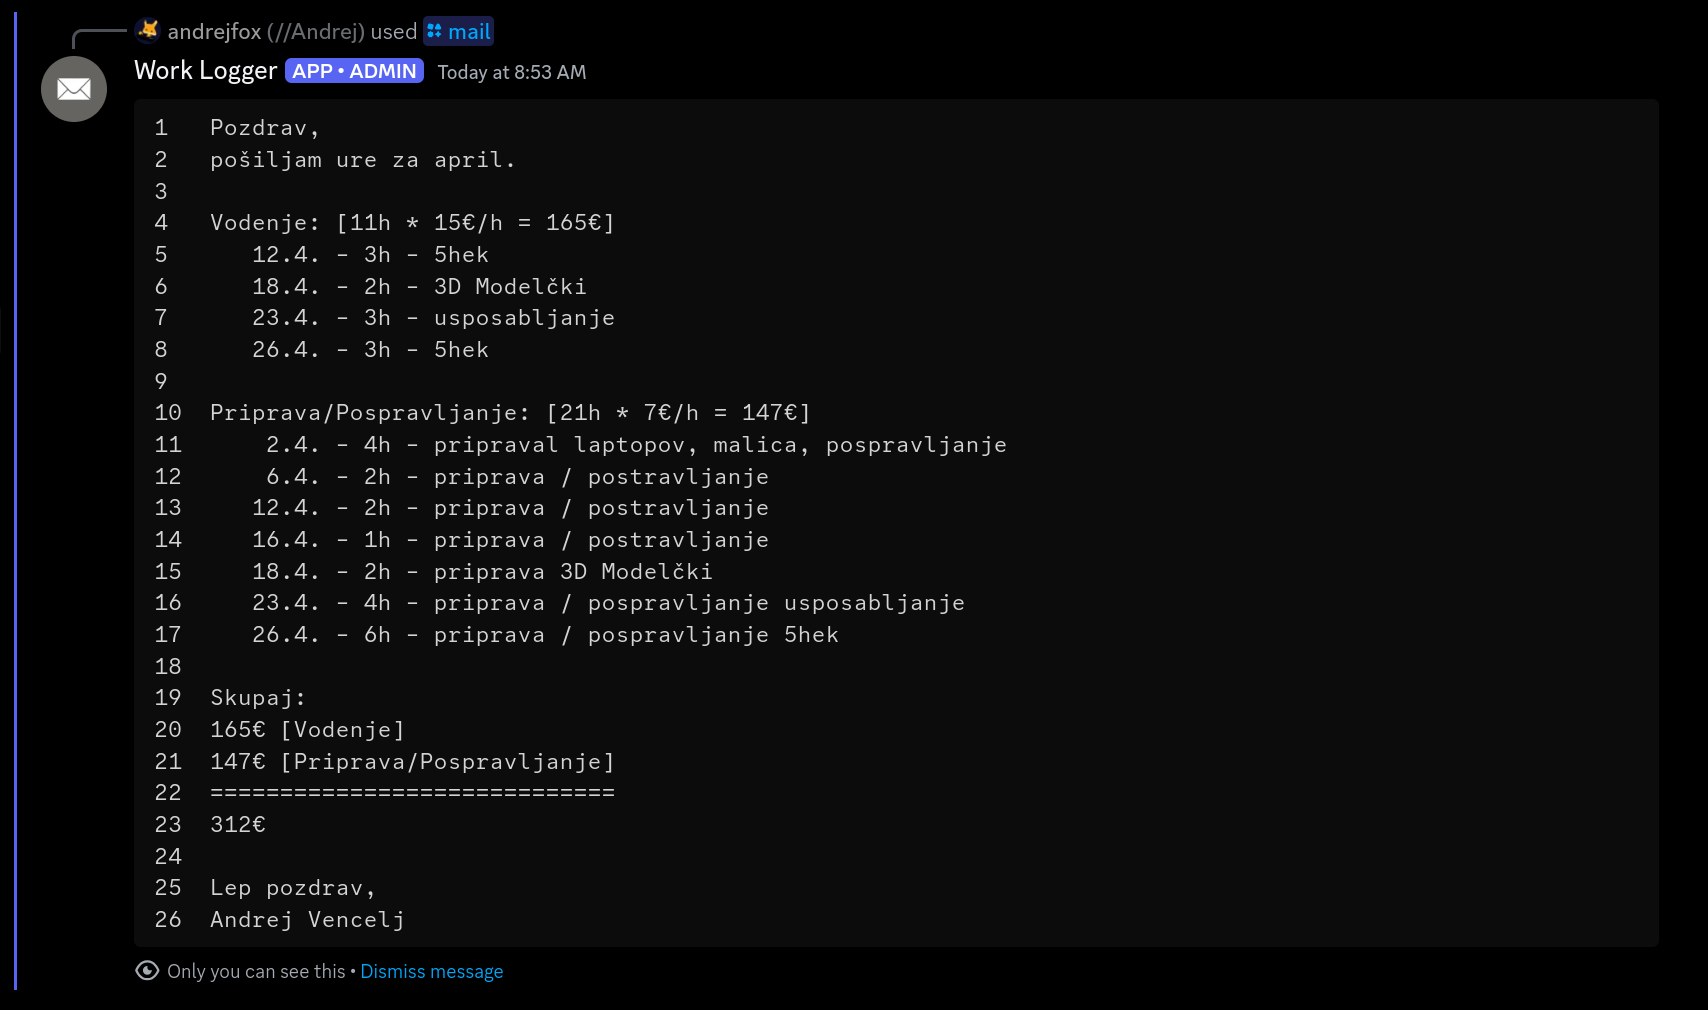 andrejfox (//Andrej) used mail
Work Logger APP • ADMIN Today at 8:53 AM
1 Pozdrav,
2 pošiljam ure za april.
3
4 Vodenje: [11h * 15€/h = 165€]
5 12.4. - 3h - 5hek
6 18.4. - 2h - 3D Modelčki
7 23.4. - 3h - usposabljanje
8 26.4. - 3h - 5hek
9
10 Priprava/Pospravljanje: [21h * 7€/h = 147€]
11 2.4. - 4h - pripraval laptopov, malica, pospravljanje
12 6.4. - 2h - priprava / postravljanje
13 12.4. - 2h - priprava / postravljanje
14 16.4. - 1h - priprava / postravljanje
15 18.4. - 2h - priprava 3D Modelčki
16 23.4. - 4h - priprava / pospravljanje usposabljanje
17 26.4. - 6h - priprava / pospravljanje 5hek
18
19 Skupaj:
20 165€ [Vodenje]
21 147€ [Priprava/Pospravljanje]
22 =============================
23 312€
24
25 Lep pozdrav,
26 Andrej Vencelj
Only you can see this • Dismiss message